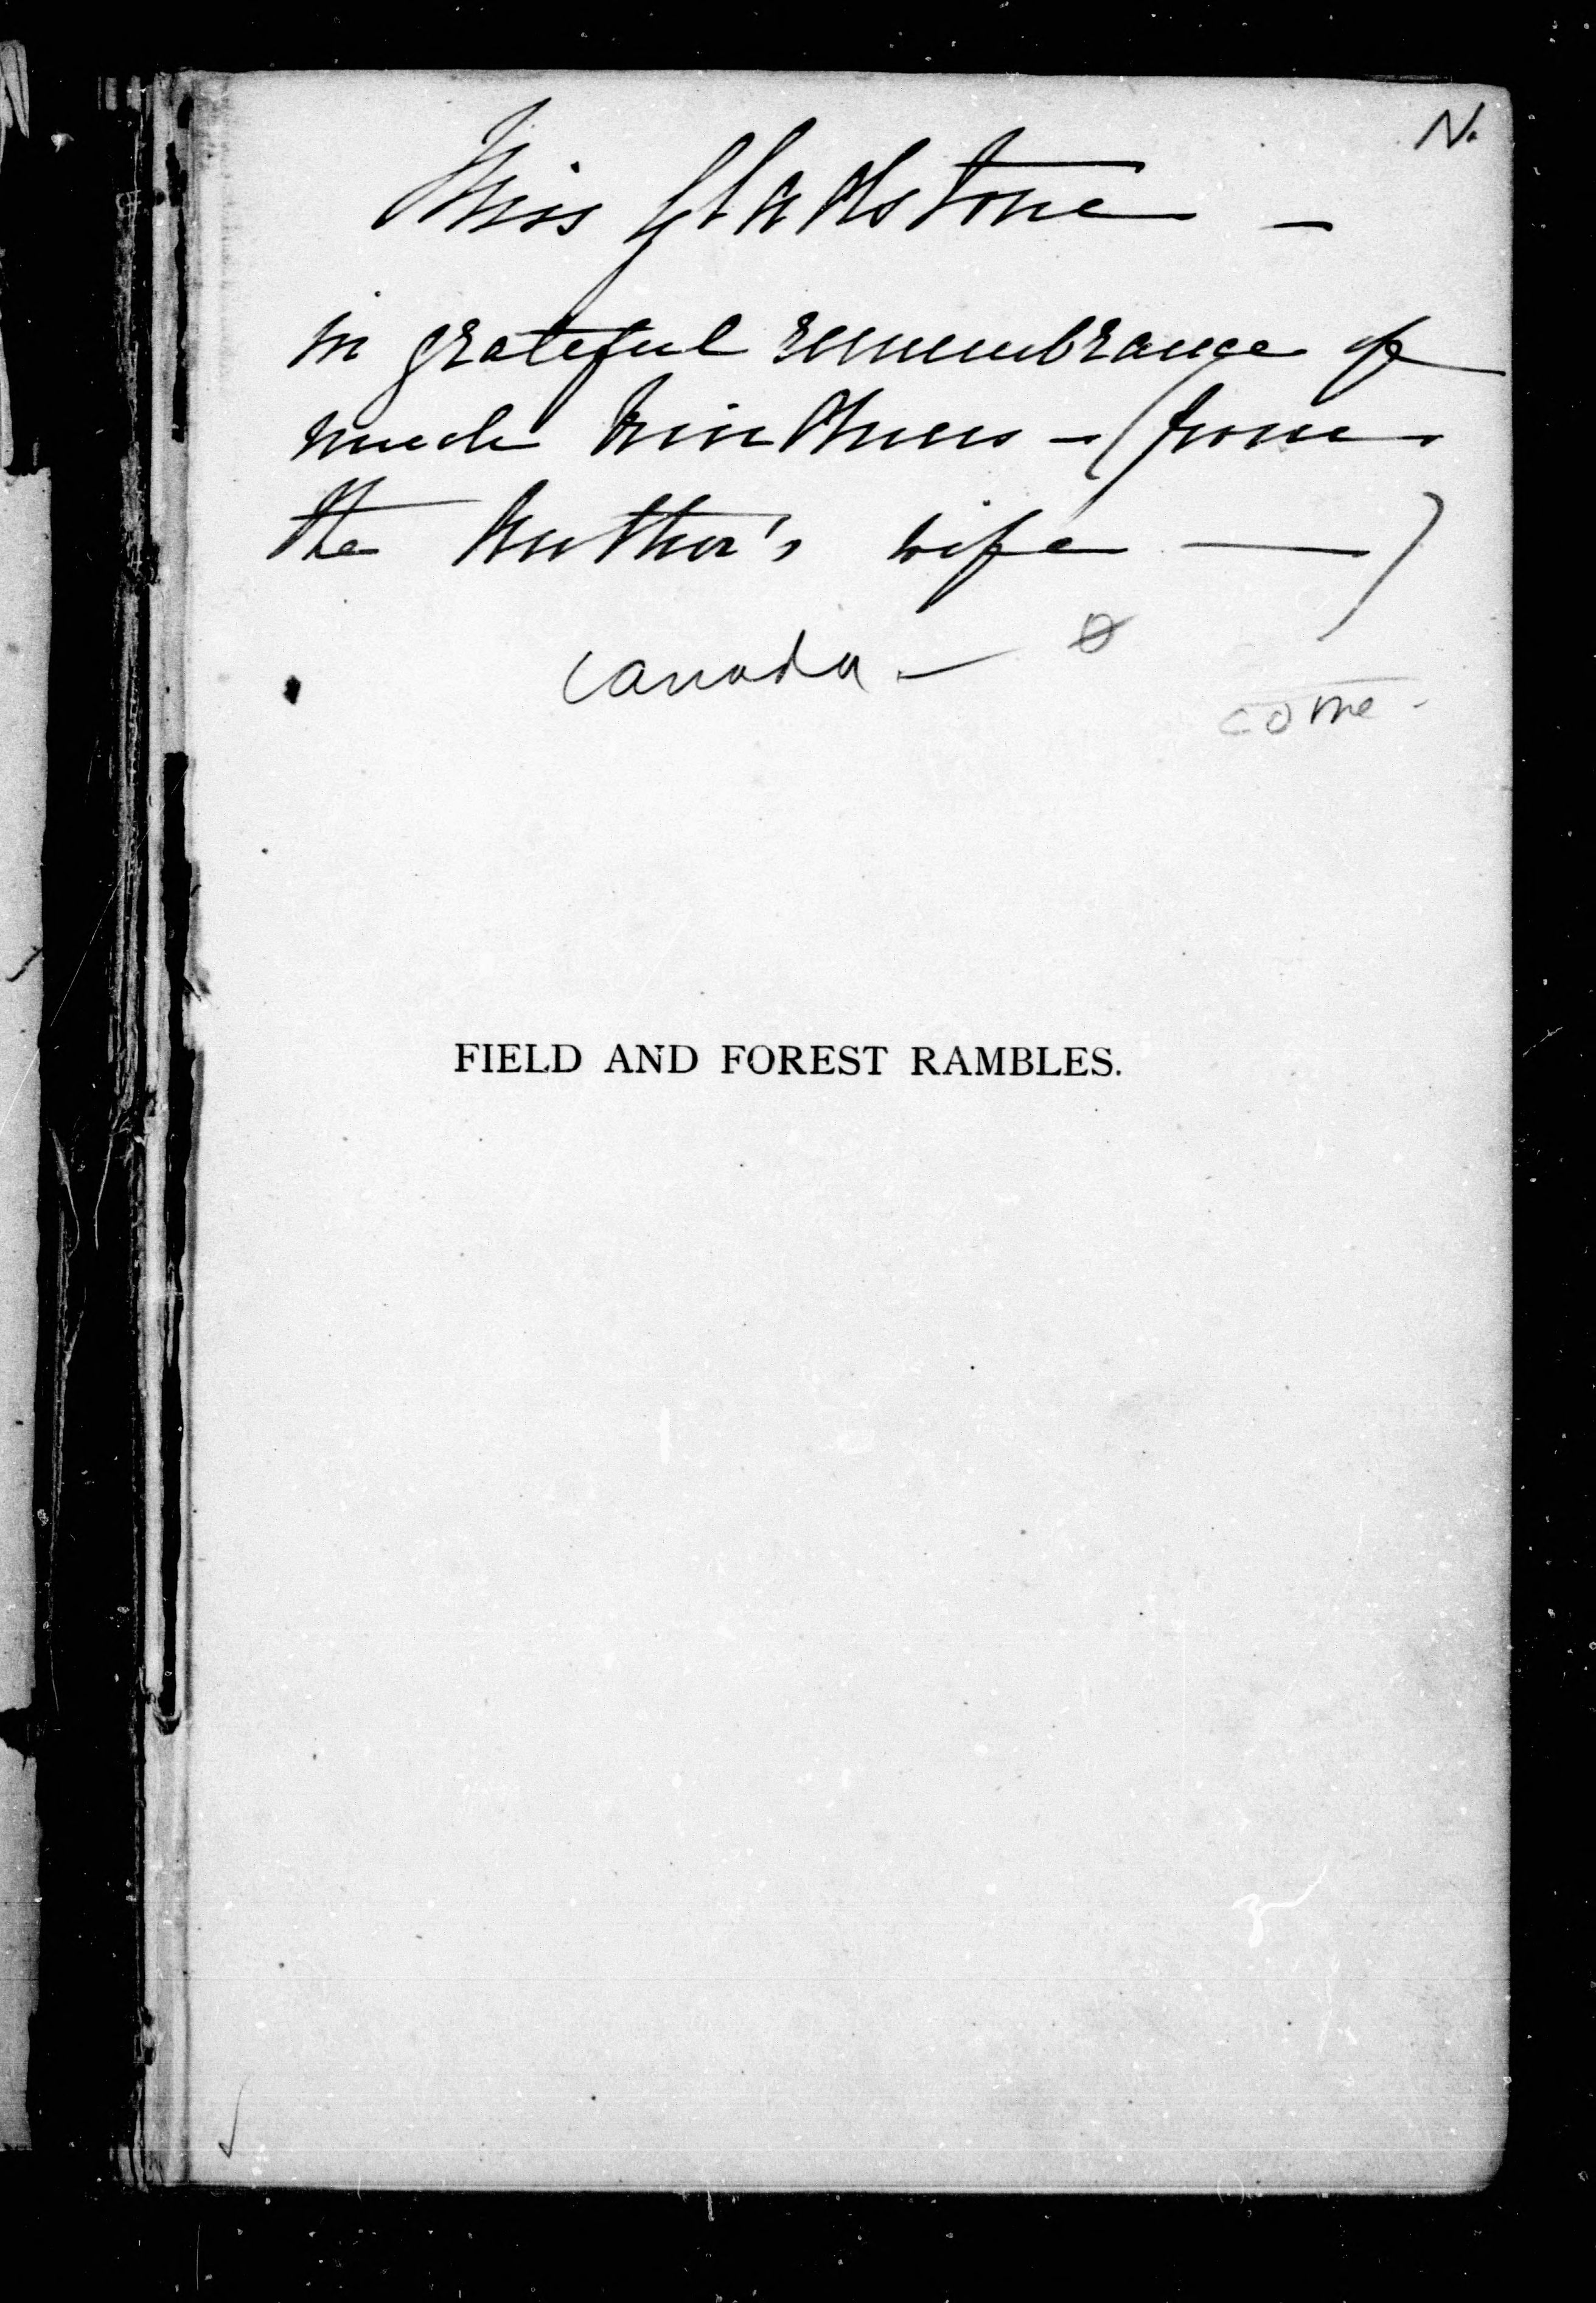 N.
Miss Gladstone —
in grateful remembrance of
much kindness — (from
the Author's wife — )
Canada —
FIELD AND FOREST RAMBLES.